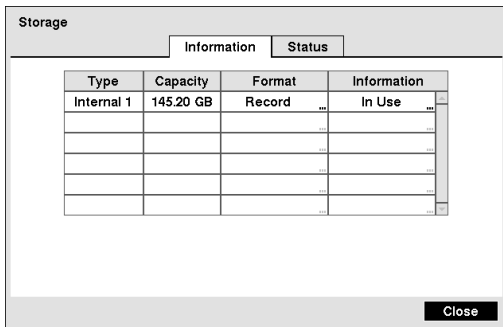 Storage
Information Status
Type Capacity Format Information
Internal 1 145.20 GB Record ... In Use ...
... ...
... ...
... ...
... ...
... ...
Close